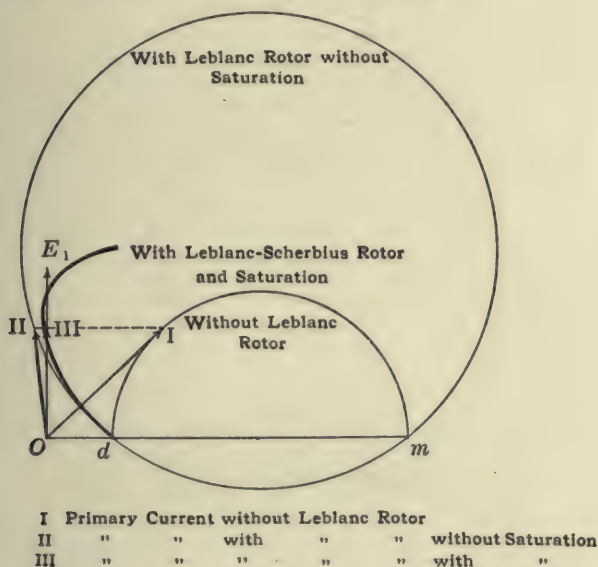 With Leblanc Rotor without
Saturation
E1
With Leblanc-Scherbius Rotor
and Saturation
II
III
I
Without Leblanc
Rotor
O
d
m
I Primary Current without Leblanc Rotor
II " " with " " without Saturation
III " " " " " with "